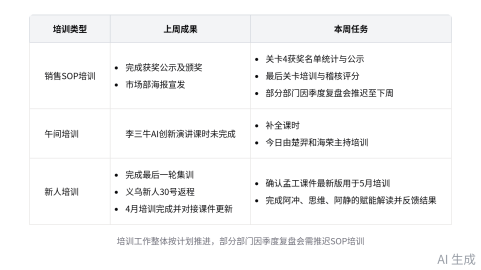 培训类型 上周成果 本周任务
销售SOP培训
完成获奖公示及颁奖
市场部海报宣发
关卡4获奖名单统计与公示
最后关卡培训与稽核评分
部分部门因季度复盘会推迟至下周
午间培训
李三牛AI创新演讲课时未完成
补全课时
今日由楚羿和海荣主持培训
新人培训
完成最后一轮集训
义乌新人30号返程
4月培训完成并对接课件更新
确认孟工课件最新版用于5月培训
完成阿冲、思维、阿静的赋能解读并反馈结果
培训工作整体按计划推进，部分部门因季度复盘会需推迟SOP培训
AI 生成